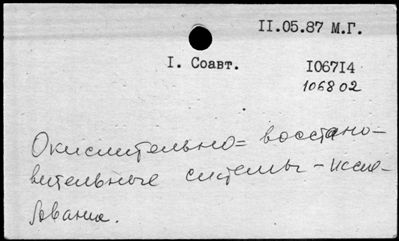 II.05.87 М.Г.
I. Соавт.
I067I4
106802
Окислительно= восстано-
вительные системы - иссле-
дования.